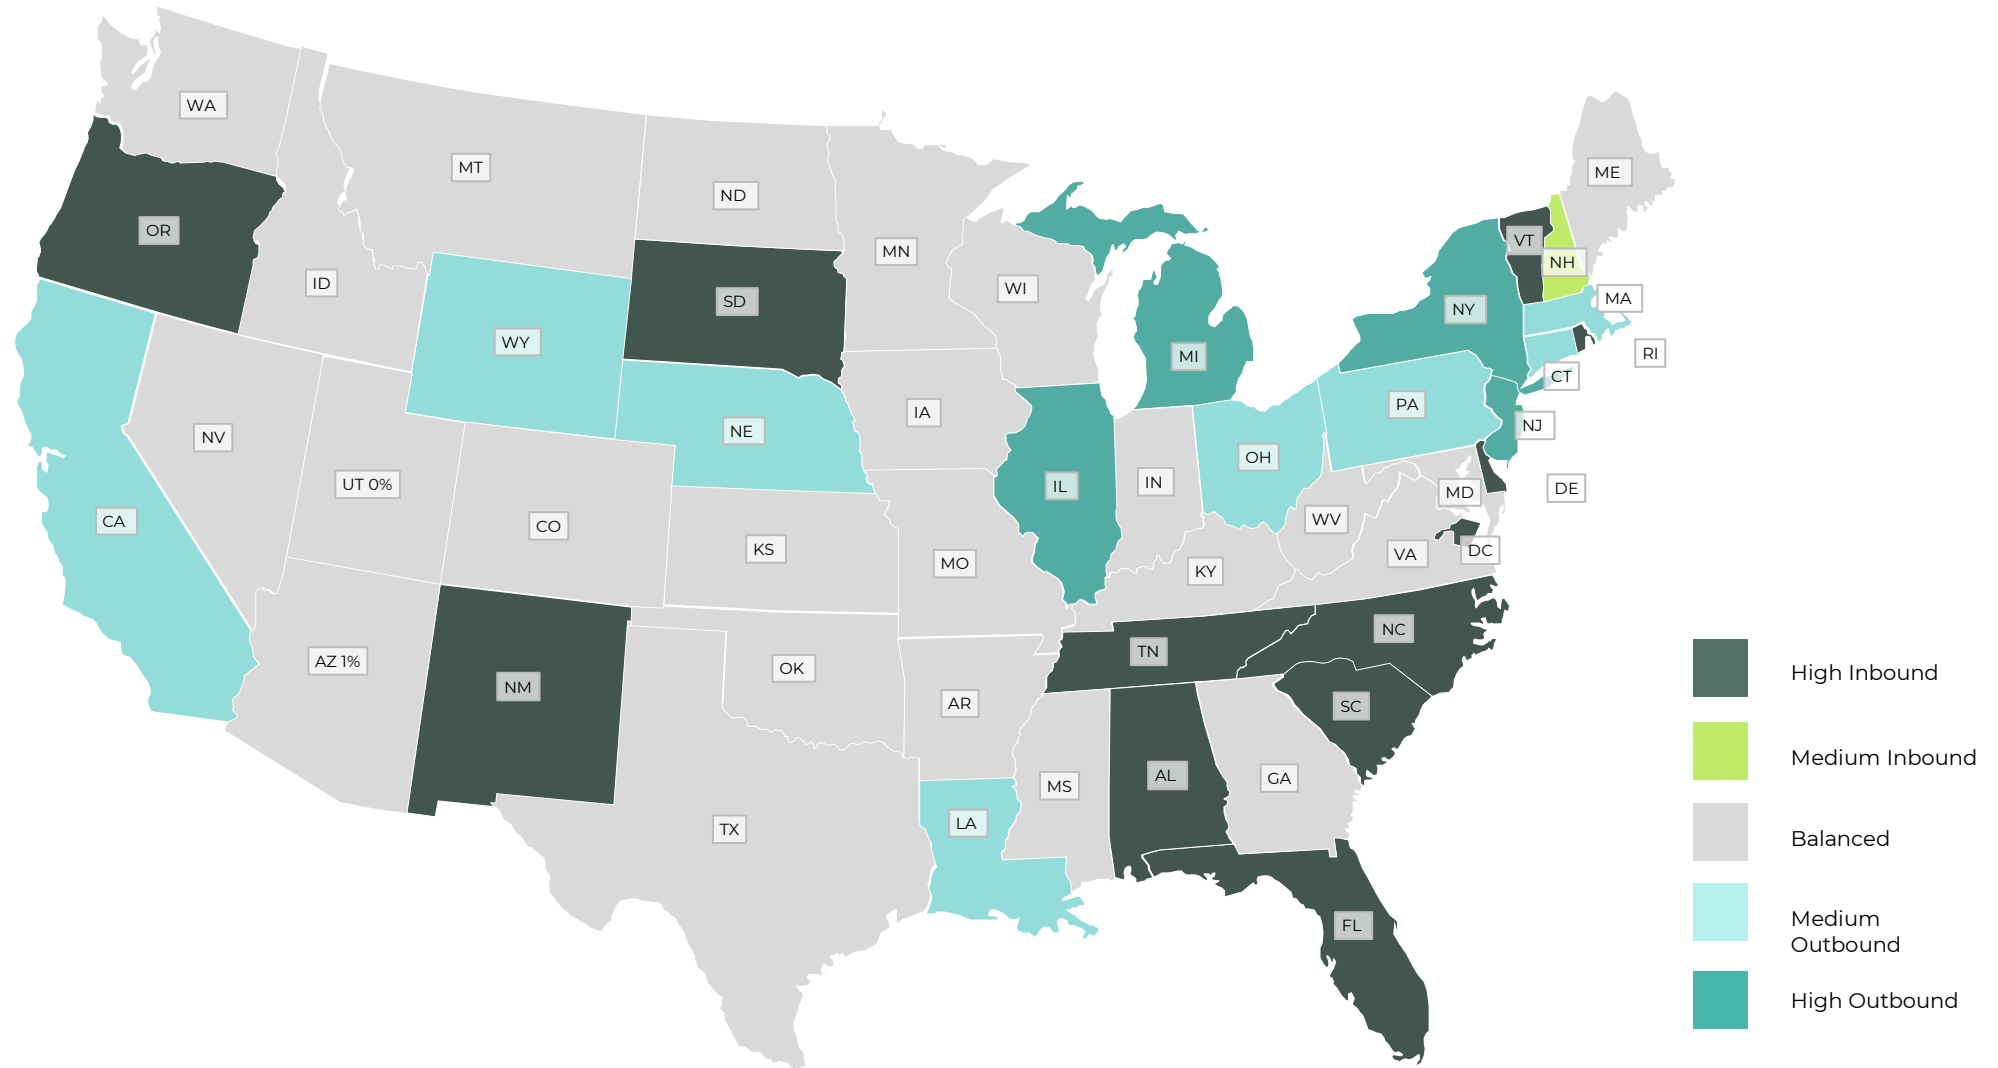 WA
MT
ND
ME
OR
MN
VT
NH
ID
WI
SD
MA
NY
WY
MI
RI
CT
PA
IA
NE
NJ
NV
OH
UT 0%
IL
IN
DE
MD
CA
CO
WV
KS
VA
DC
MO
KY
NC
TN
AZ 1%
OK
NM
AR
SC
AL
GA
MS
LA
TX
FL
High Inbound
Medium Inbound
Balanced
Medium
Outbound
High Outbound